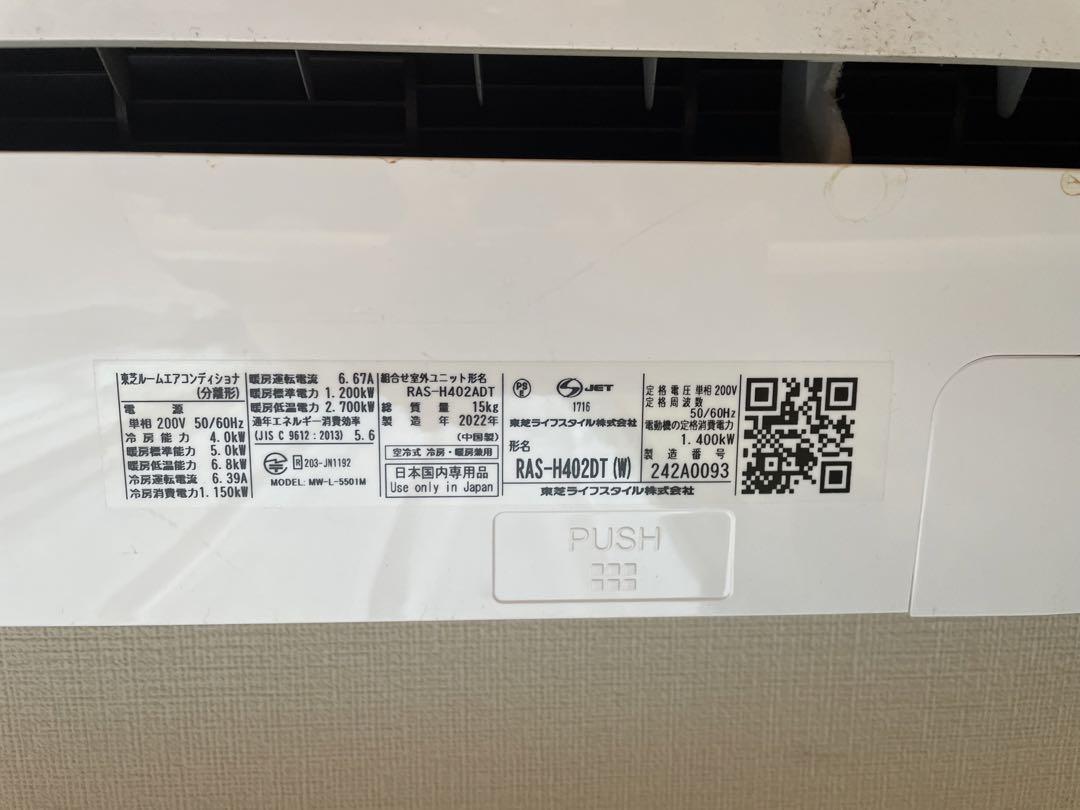 東芝ルームエアコンディショナ
(分離形)
電源
単相 200V 50/60Hz
冷房能力 4.0kW
暖房標準能力 5.0kW
暖房低温能力 6.8kW
冷房運転電流 6.39A
冷房消費電力 1.150kW
暖房運転電流 6.67A
暖房標準電力 1.200kW
暖房低温電力 2.700kW
通年エネルギー消費効率
(JIS C 9612:2013) 5.6
R 203-JN1192
MODEL: MW-L-5501M
組合せ室外ユニット形名
RAS-H402ADT
総質量 15kg
製造年 2022年
(中国製)
空冷式 冷房・暖房兼用
日本国内専用品
Use only in Japan
PS
E
JET
1716
東芝ライフスタイル株式会社
形名
RAS-H402DT (W)
定格電圧 単相 200V
定格周波数
50/60Hz
電動機の定格消費電力
1.400kW
製造番号
242A0093
東芝ライフスタイル株式会社
PUSH